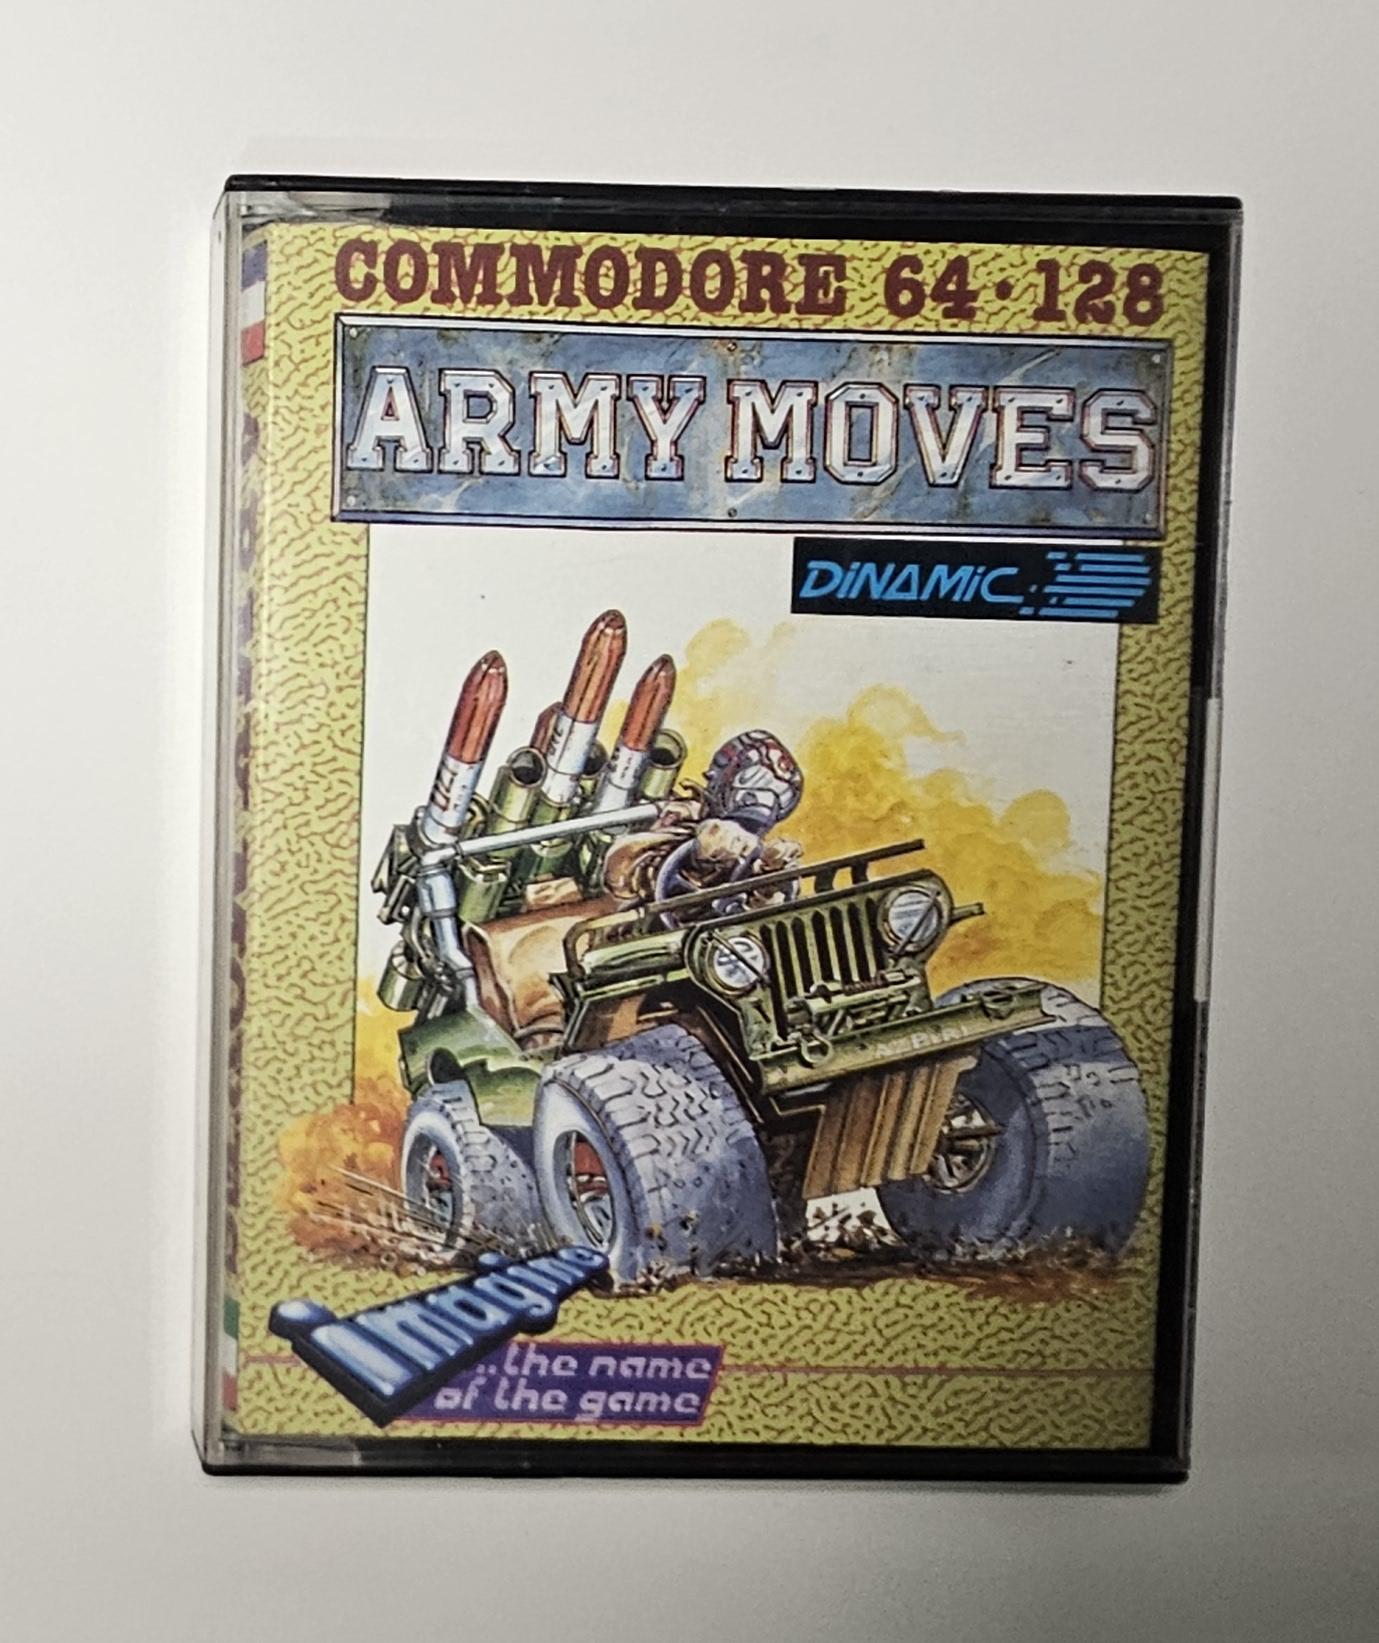 COMMODORE 64·128
ARMY MOVES
DiNAMiC
imagine
...the name
of the game